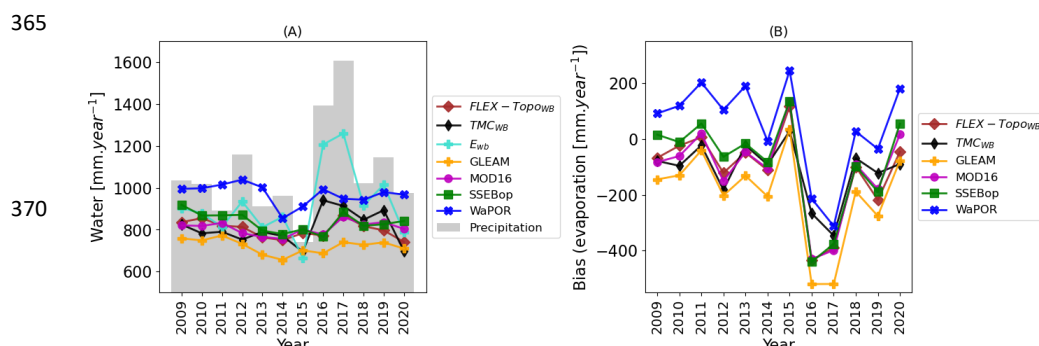 365
370
(A)
Water [mm.year⁻¹]
1600
1400
1200
1000
800
600
2009
2010
2011
2012
2013
2014
2015
2016
2017
2018
2019
2020
Year
FLEX − Topo_WB
TMC_WB
E_wb
GLEAM
MOD16
SSEBop
WaPOR
Precipitation
(B)
Bias (evaporation [mm.year⁻¹])
200
0
−200
−400
2009
2010
2011
2012
2013
2014
2015
2016
2017
2018
2019
2020
Year
FLEX − Topo_WB
TMC_WB
GLEAM
MOD16
SSEBop
WaPOR